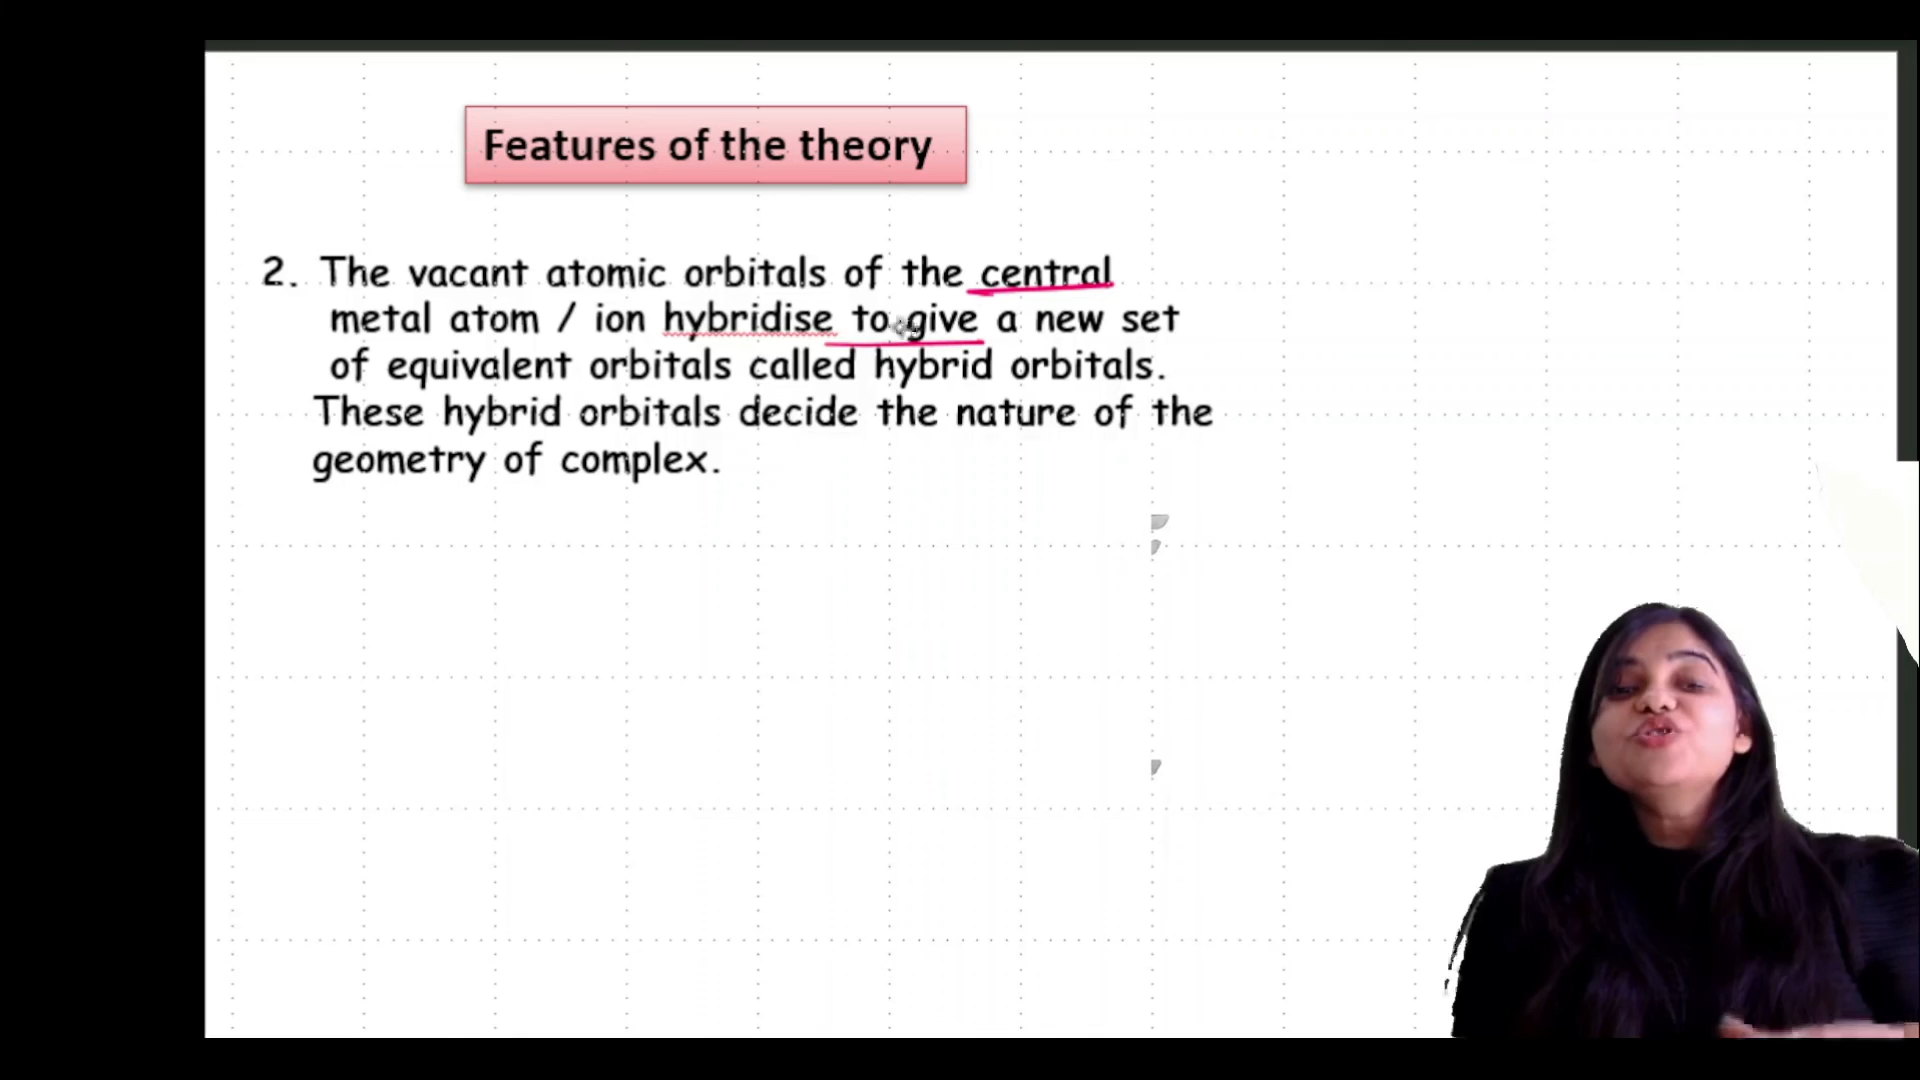 Features of the theory
2. The vacant atomic orbitals of the central
metal atom / ion hybridise to give a new set
of equivalent orbitals called hybrid orbitals.
These hybrid orbitals decide the nature of the
geometry of complex.